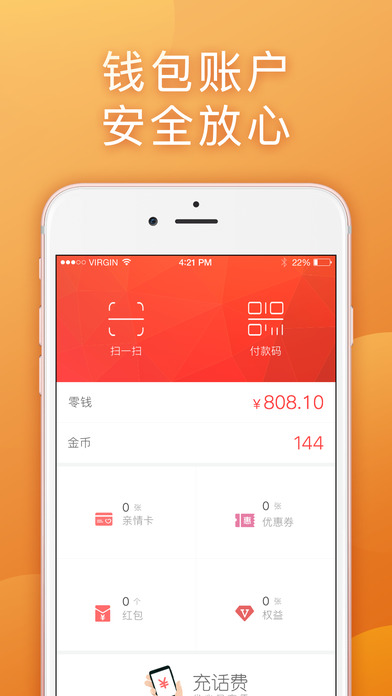 钱包账户
安全放心
VIRGIN 4:21 PM 22%
扫一扫 付款码
零钱 ¥808.10
金币 144
0 张 0 张
亲情卡 优惠券
惠
0 个 0 张
红包 权益
V
¥ 充话费